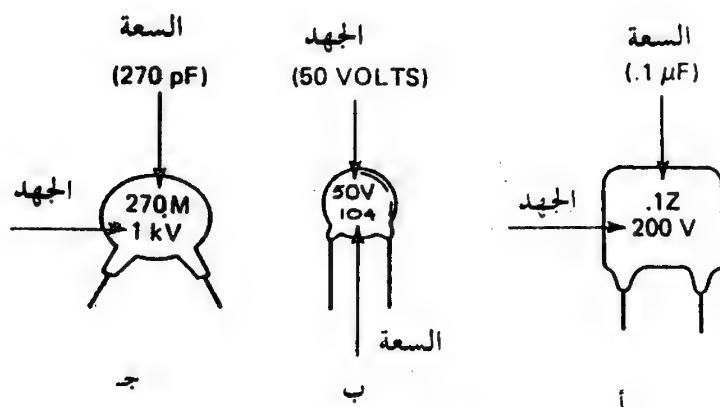 السعة
(.1 µF)
الجهد
.1Z
200 V
أ
الجهد
(50 VOLTS)
50V
104
السعة
ب
السعة
(270 pF)
الجهد
270M
1 kV
جـ